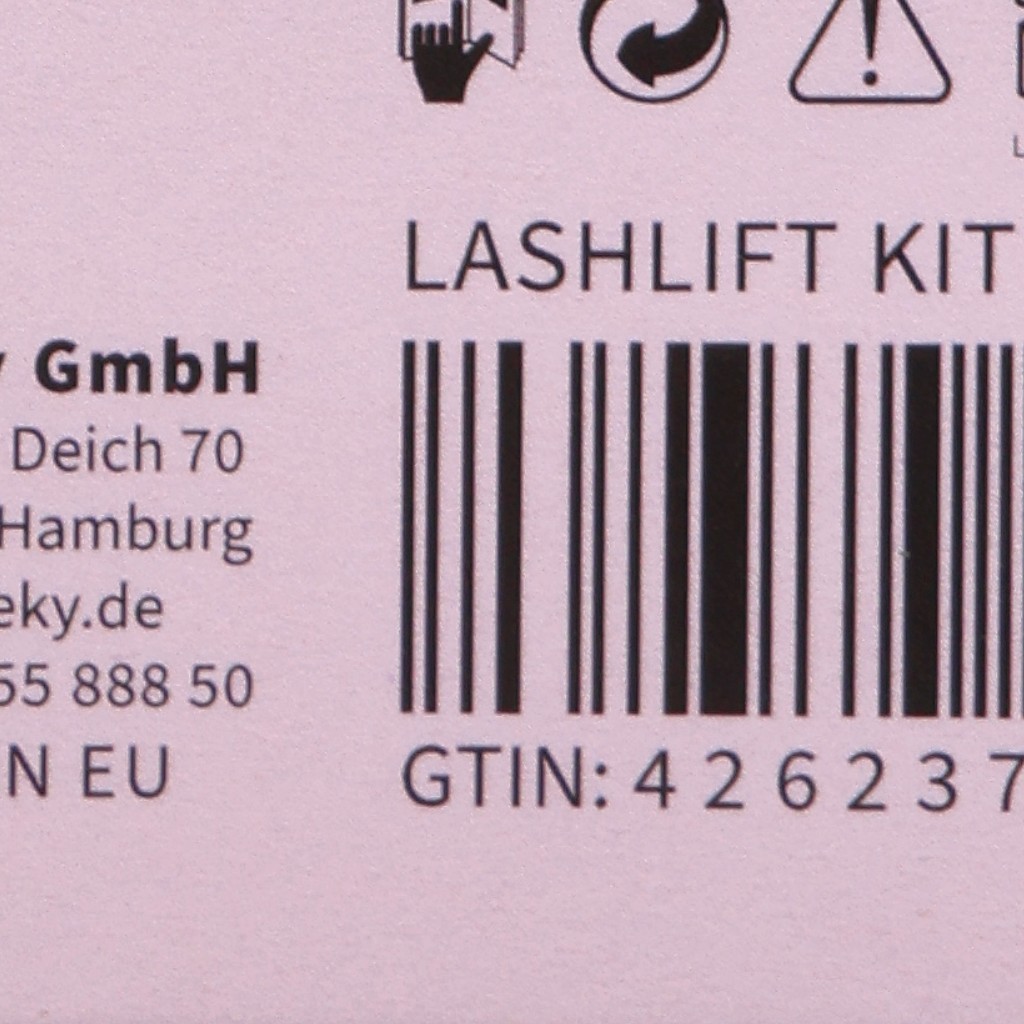 LASHLIFT KIT
GmbH
Deich 70
Hamburg
eky.de
55 888 50
N EU
GTIN: 4 2 6 2 3 7